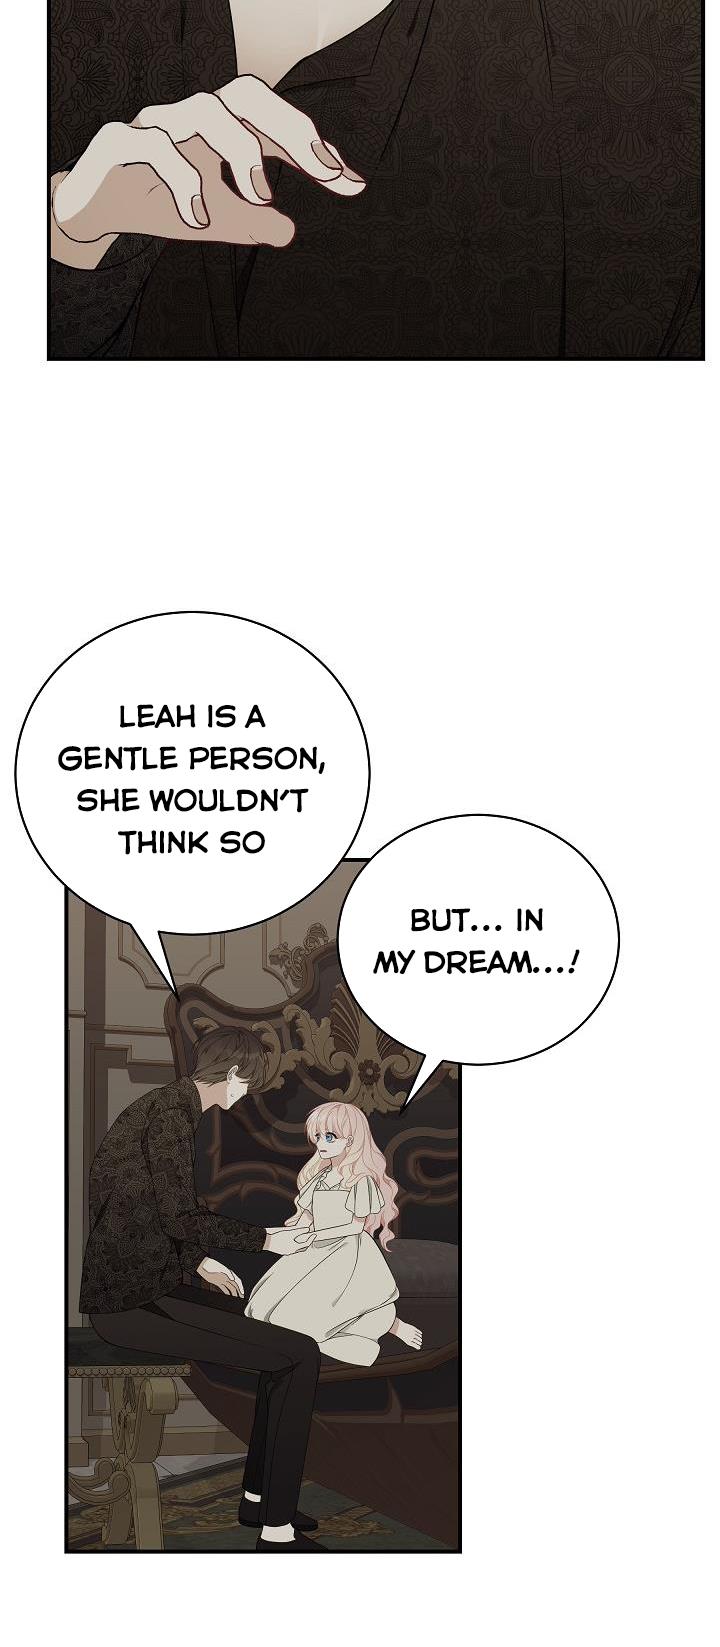 LEAH IS A
GENTLE PERSON,
SHE WOULDN'T
THINK SO
BUT... IN
MY DREAM...!